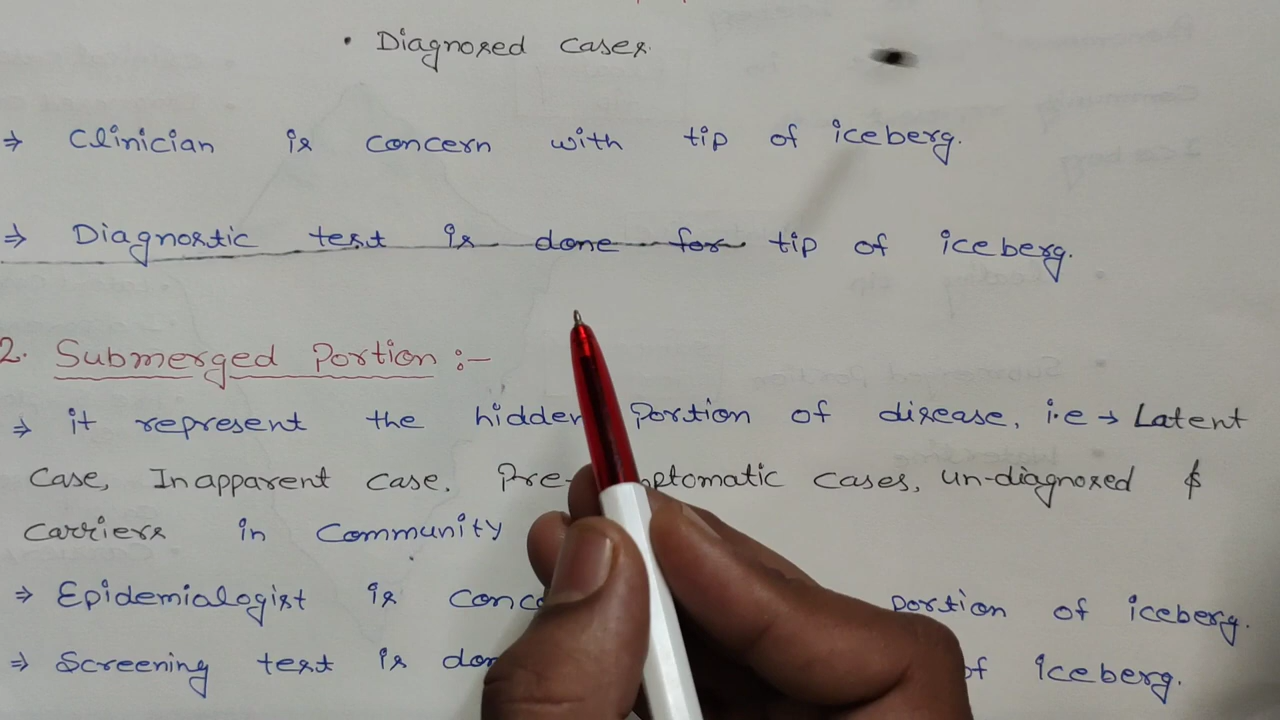 • Diagnosed cases.
⇒ Clinician is concern with tip of iceberg.
⇒ Diagnostic test is done for tip of iceberg.
2. Submerged Portion :-
⇒ it represent the hidden portion of disease, i.e → Latent
Case, Inapparent case. Pre- ptomatic cases, un-diagnosed &
carriers in community
⇒ Epidemialogist is conc portion of iceberg.
⇒ Screening test is don of iceberg.